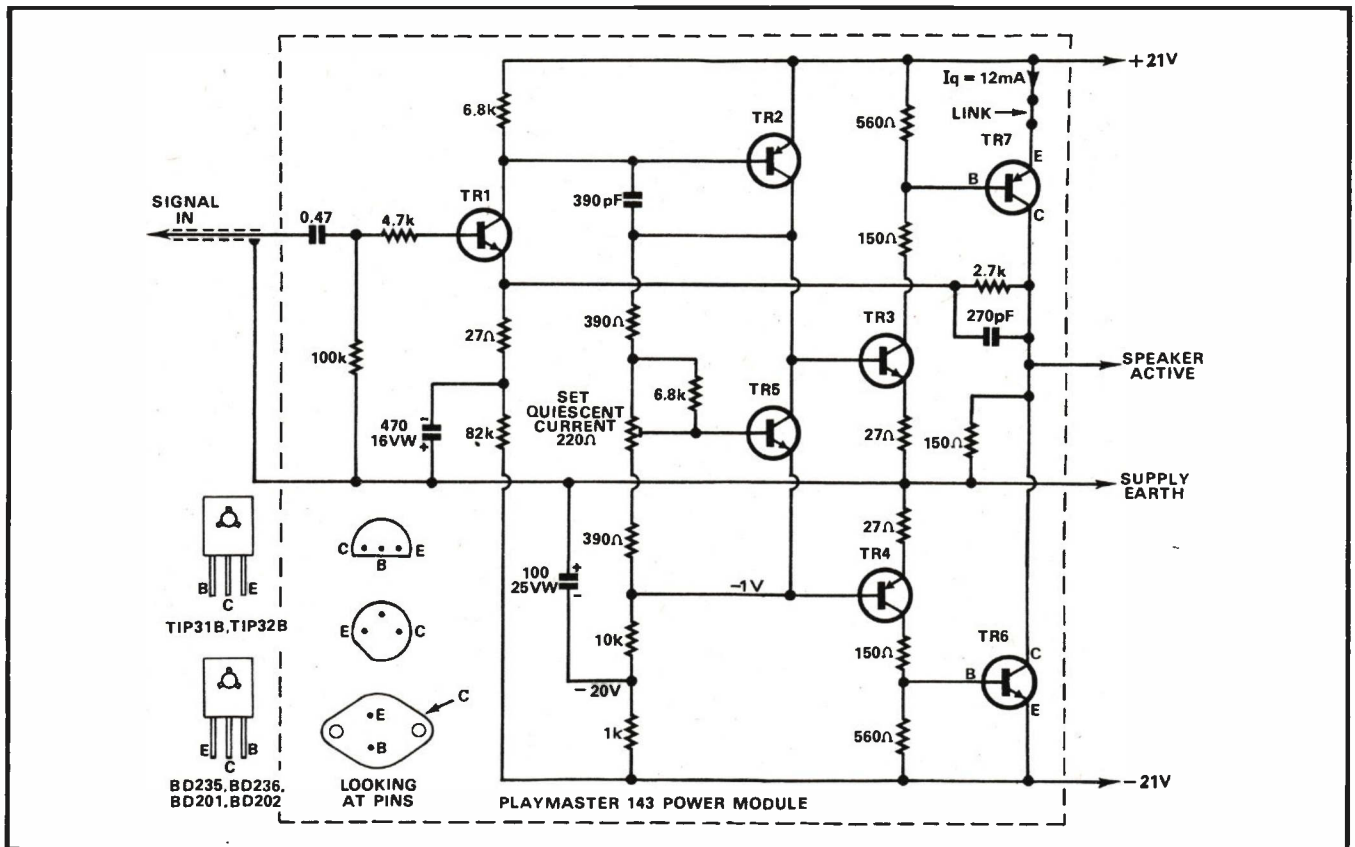 +21V
Iq = 12mA
LINK
6.8k
TR2
560Ω
TR7
E
B
C
SIGNAL
IN
0.47
4.7k
TR1
390pF
150Ω
2.7k
270pF
390Ω
TR3
27Ω
100k
SPEAKER
ACTIVE
6.8k
TR5
SET
QUIESCENT
CURRENT
220Ω
470
16VW
-
+
82k
27Ω
150Ω
SUPPLY
EARTH
27Ω
390Ω
TR4
C
E
B
100
25VW
+
-
-1V
B
E
C
TIP31B,TIP32B
E
C
10k
150Ω
TR6
C
B
-20V
E
C
E
B
1k
560Ω
E
B
C
BD235,BD236,
BD201,BD202
LOOKING
AT PINS
PLAYMASTER 143 POWER MODULE
-21V